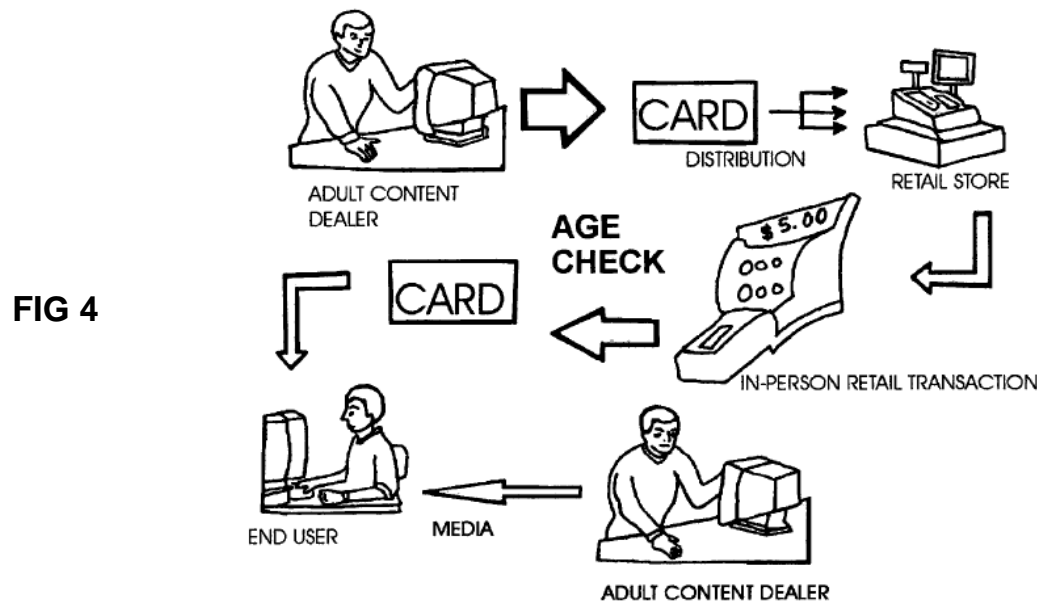 CARD
DISTRIBUTION
RETAIL STORE
ADULT CONTENT
DEALER
$5.00
AGE
CHECK
CARD
FIG 4
IN-PERSON RETAIL TRANSACTION
END USER
MEDIA
ADULT CONTENT DEALER